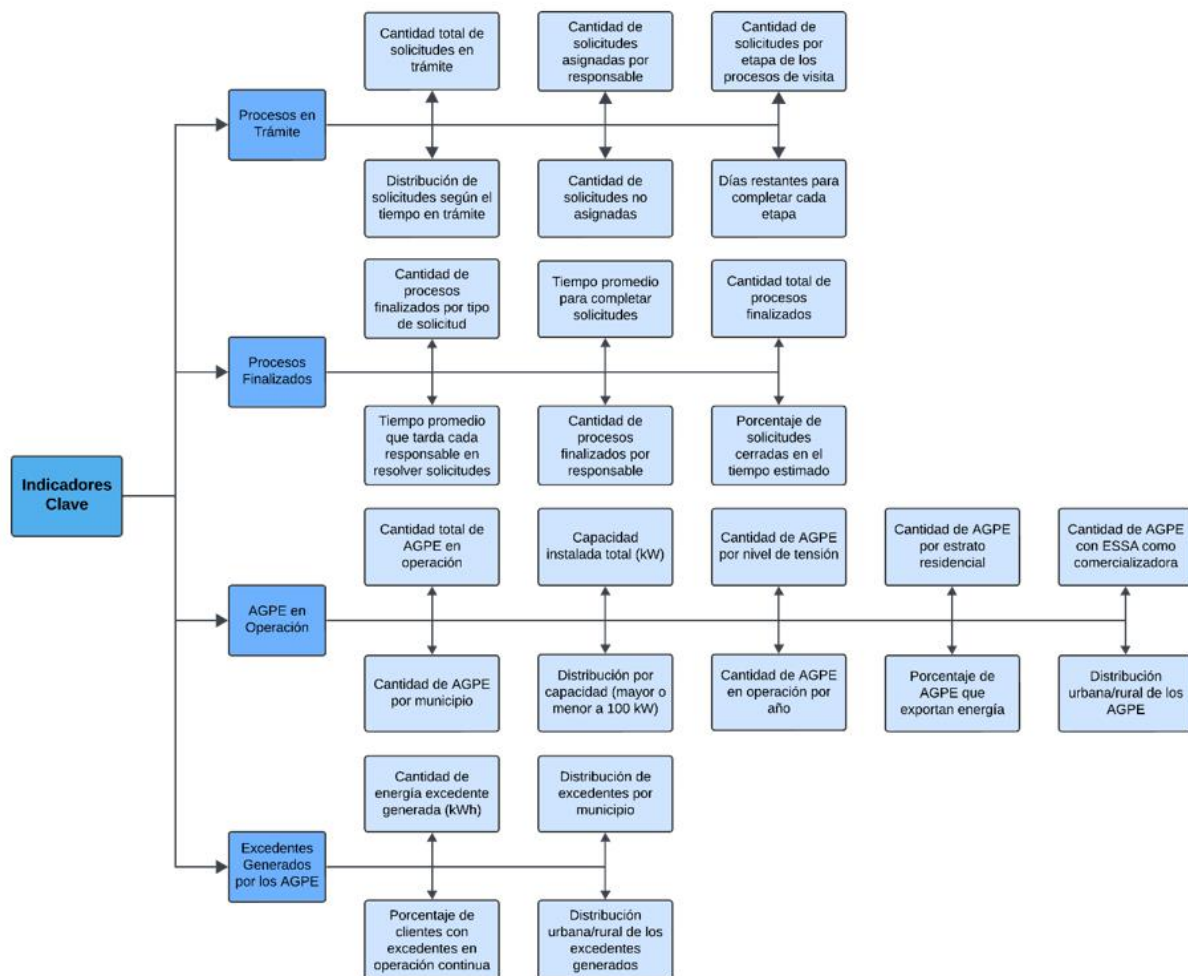 Cantidad total de
solicitudes en
trámite
Cantidad de
solicitudes
asignadas por
responsable
Cantidad de
solicitudes por
etapa de los
procesos de visita
Procesos en
Trámite
Distribución de
solicitudes según el
tiempo en trámite
Cantidad de
solicitudes no
asignadas
Días restantes para
completar cada
etapa
Cantidad de
procesos
finalizados por tipo
de solicitud
Tiempo promedio
para completar
solicitudes
Cantidad total de
procesos
finalizados
Procesos
Finalizados
Tiempo promedio
que tarda cada
responsable en
resolver solicitudes
Cantidad de
procesos
finalizados por
responsable
Porcentaje de
solicitudes
cerradas en el
tiempo estimado
Indicadores
Clave
Cantidad total de
AGPE en
operación
Capacidad
instalada total (kW)
Cantidad de AGPE
por nivel de tensión
Cantidad de AGPE
por estrato
residencial
Cantidad de AGPE
con ESSA como
comercializadora
AGPE en
Operación
Cantidad de AGPE
por municipio
Distribución por
capacidad (mayor o
menor a 100 kW)
Cantidad de AGPE
en operación por
año
Porcentaje de
AGPE que
exportan energía
Distribución
urbana/rural de los
AGPE
Cantidad de
energía excedente
generada (kWh)
Distribución de
excedentes por
municipio
Excedentes
Generados
por los AGPE
Porcentaje de
clientes con
excedentes en
operación continua
Distribución
urbana/rural de los
excedentes
generados